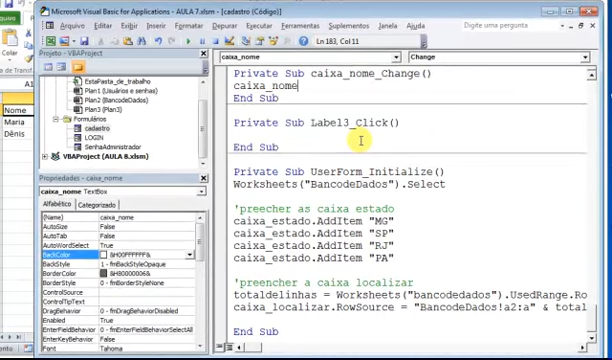 Microsoft Visual Basic for Applications - AULA 7.xlsm - [cadastro (Código)]
Arquivo Editar Exibir Inserir Formatar Depurar Executar Ferramentas Suplementos Janela Ajuda
Digite uma pergunta
Ln 183, Col 11
Projeto - VBAProject
EstaPasta_de_trabalho
Plan1 (Usuarios e senhas)
Plan2 (BancodeDados)
Plan3 (Plan3)
Formulários
cadastro
LOGIN
SenhaAdministrador
VBAProject (AULA 8.xlsm)
Propriedades - caixa_nome
caixa_nome TextBox
Alfabético Categorizado
(Name) caixa_nome
AutoSize False
AutoTab False
AutoWordSelect True
BackColor &H00FFFFFF&
BackStyle 1 - fmBackStyleOpaque
BorderColor &H80000006&
BorderStyle 0 - fmBorderStyleNone
ControlSource
ControlTipText
DragBehavior 0 - fmDragBehaviorDisabled
Enabled True
EnterFieldBehavior 0 - fmEnterFieldBehaviorSelectAll
Font Tahoma
caixa_nome Change
Private Sub caixa_nome_Change()
caixa_nome
End Sub
Private Sub Label3_Click()
End Sub
Private Sub UserForm_Initialize()
Worksheets("BancodeDados").Select
'preecher as caixa estado
caixa_estado.AddItem "MG"
caixa_estado.AddItem "SP"
caixa_estado.AddItem "RJ"
caixa_estado.AddItem "PA"
'preencher a caixa localizar
totaldelinhas = Worksheets("bancodedados").UsedRange.Ro
caixa_localizar.RowSource = "BancodeDados!a2:a" & total
End Sub
Colar
de Transf
A1
Nome
Maria
Dênis